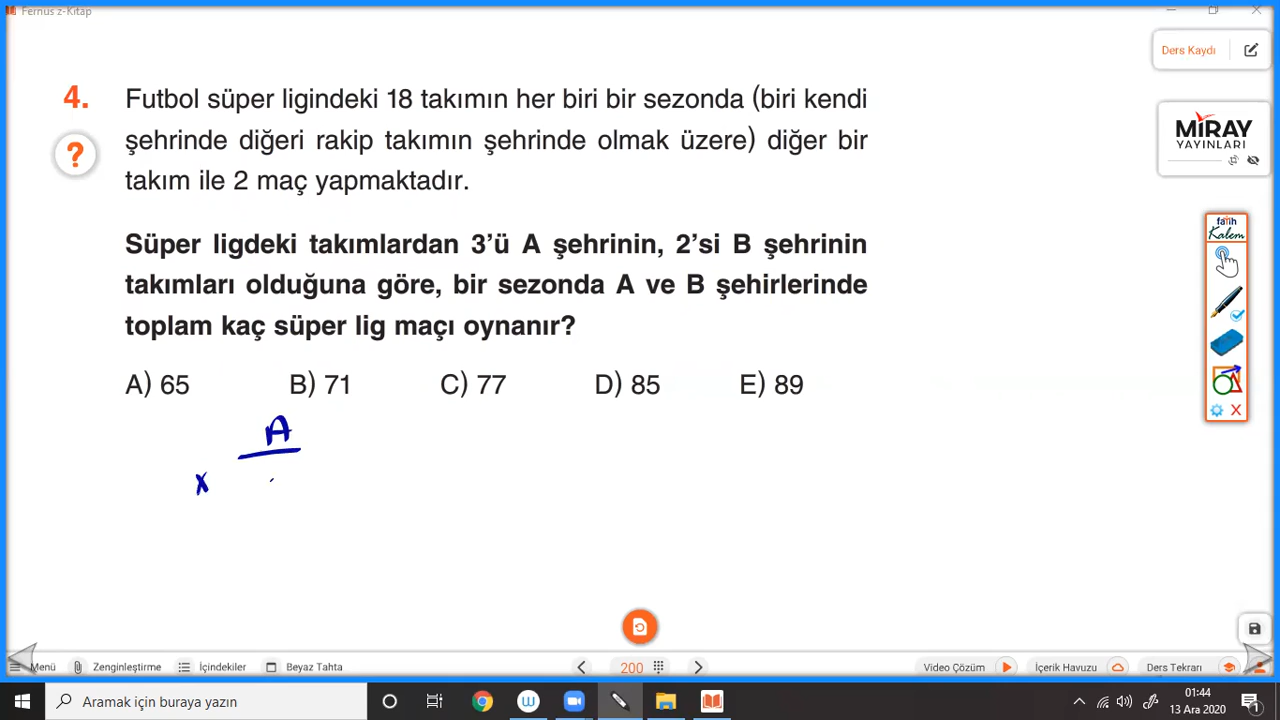 Fernus z-Kitap
Ders Kaydı
4. Futbol süper ligindeki 18 takımın her biri bir sezonda (biri kendi
şehrinde diğeri rakip takımın şehrinde olmak üzere) diğer bir
takım ile 2 maç yapmaktadır.
?
MİRAY
YAYINLARI
fatih
Kalem
Süper ligdeki takımlardan 3'ü A şehrinin, 2'si B şehrinin
takımları olduğuna göre, bir sezonda A ve B şehirlerinde
toplam kaç süper lig maçı oynanır?
A) 65 B) 71 C) 77 D) 85 E) 89
A
x
Menü Zenginleştirme İçindekiler Beyaz Tahta 200 Video Çözüm İçerik Havuzu Ders Tekrarı
Aramak için buraya yazın
01:44
13 Ara 2020
1